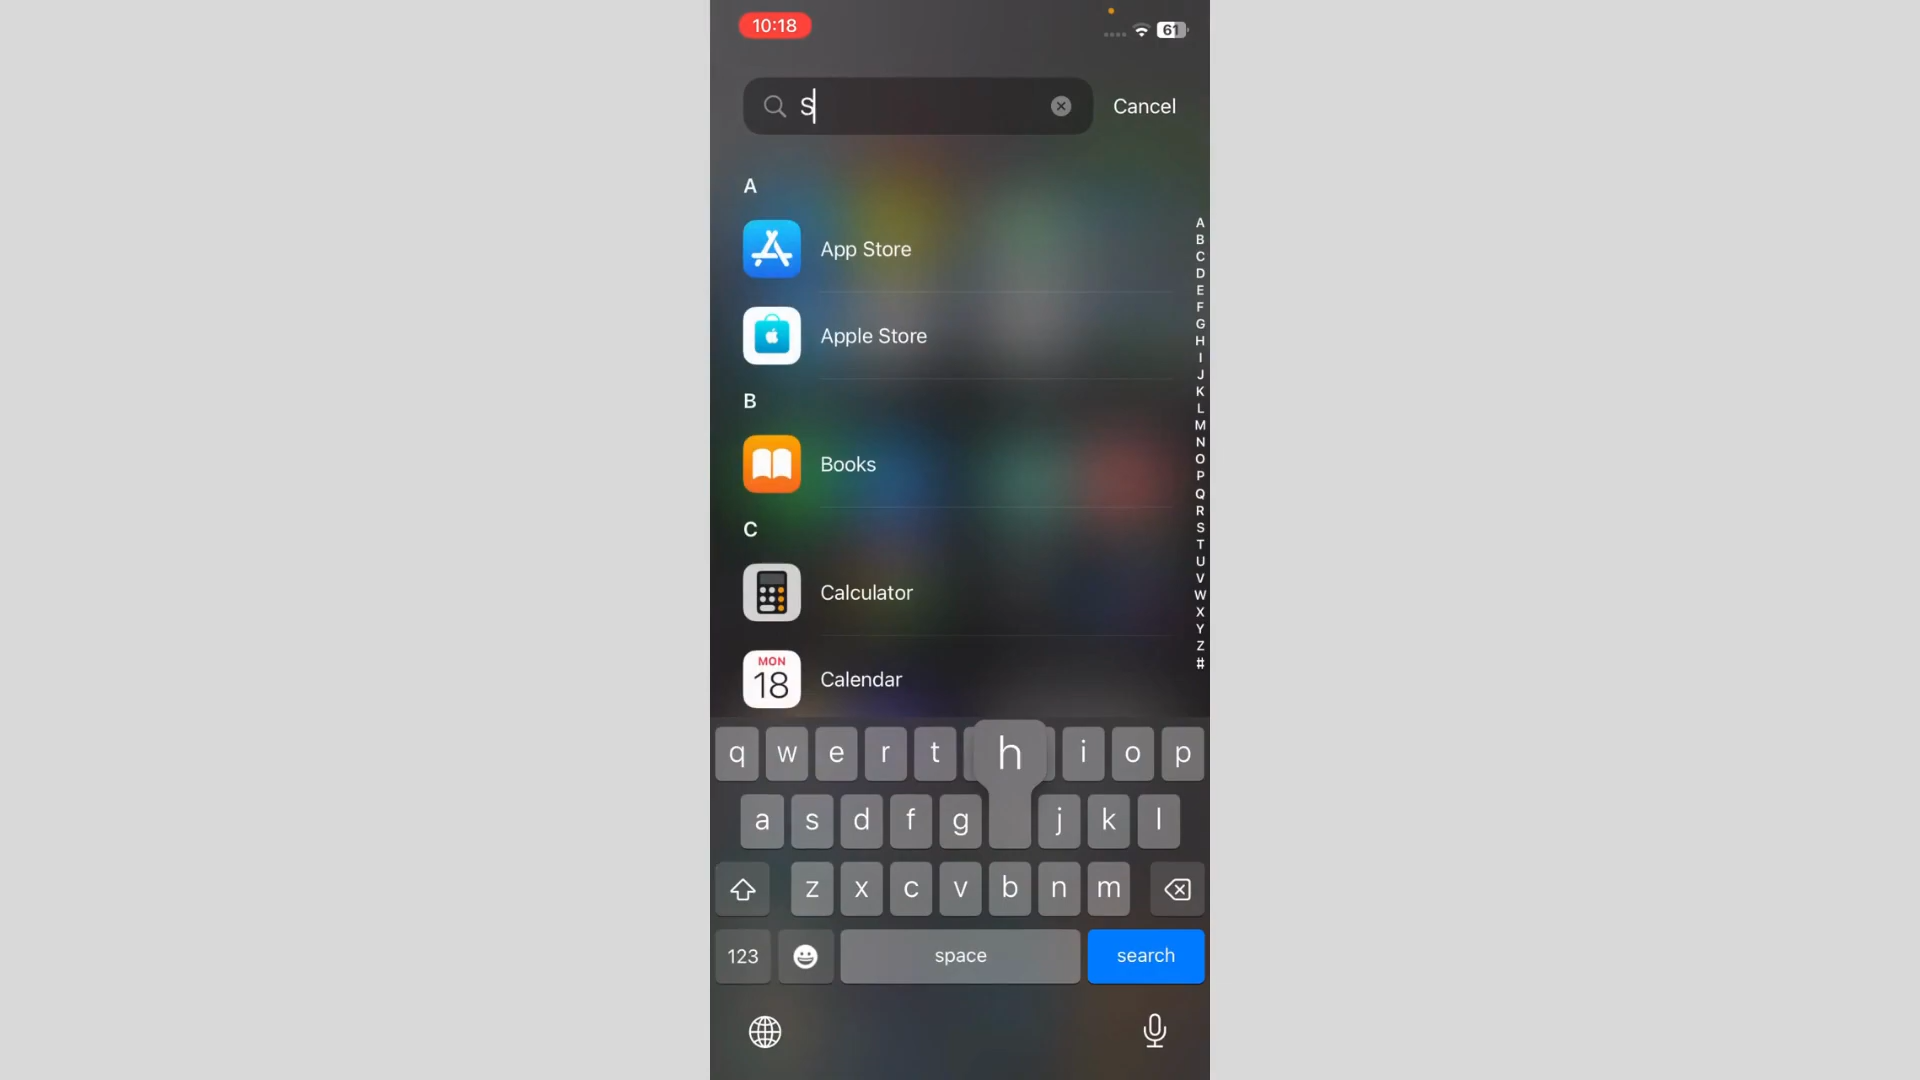 10:18
61
S
Cancel
A
App Store
Apple Store
B
Books
C
Calculator
MON
18
Calendar
A
B
C
D
E
F
G
H
I
J
K
L
M
N
O
P
Q
R
S
T
U
V
W
X
Y
Z
#
q w e r t h i o p
a s d f g j k l
z x c v b n m
123 space search